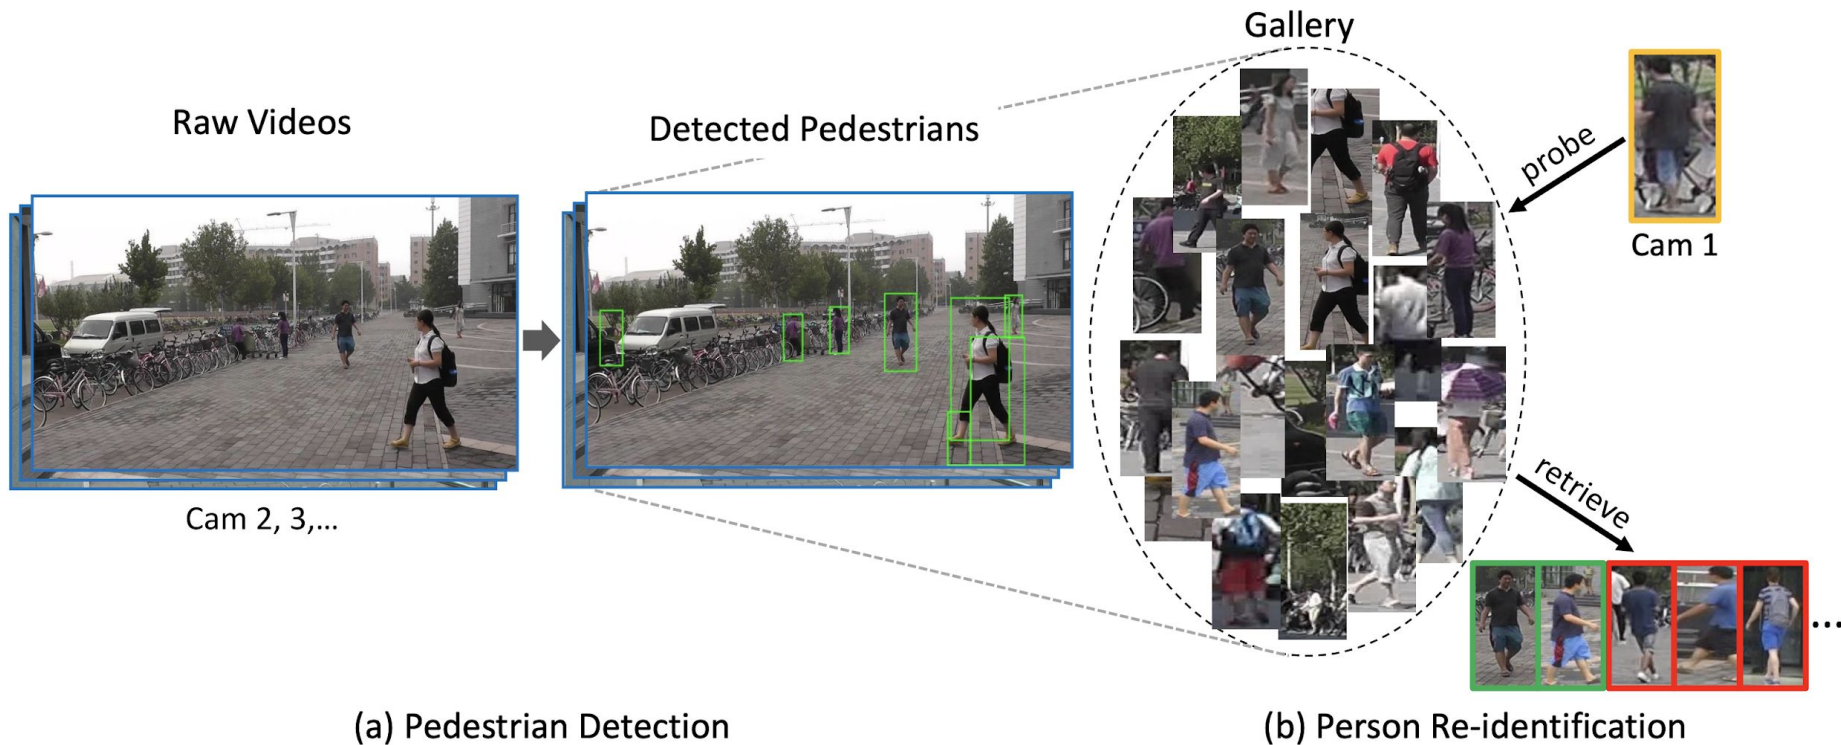 Gallery
Raw Videos
Detected Pedestrians
probe
Cam 1
retrieve
Cam 2, 3,...
...
(a) Pedestrian Detection
(b) Person Re-identification